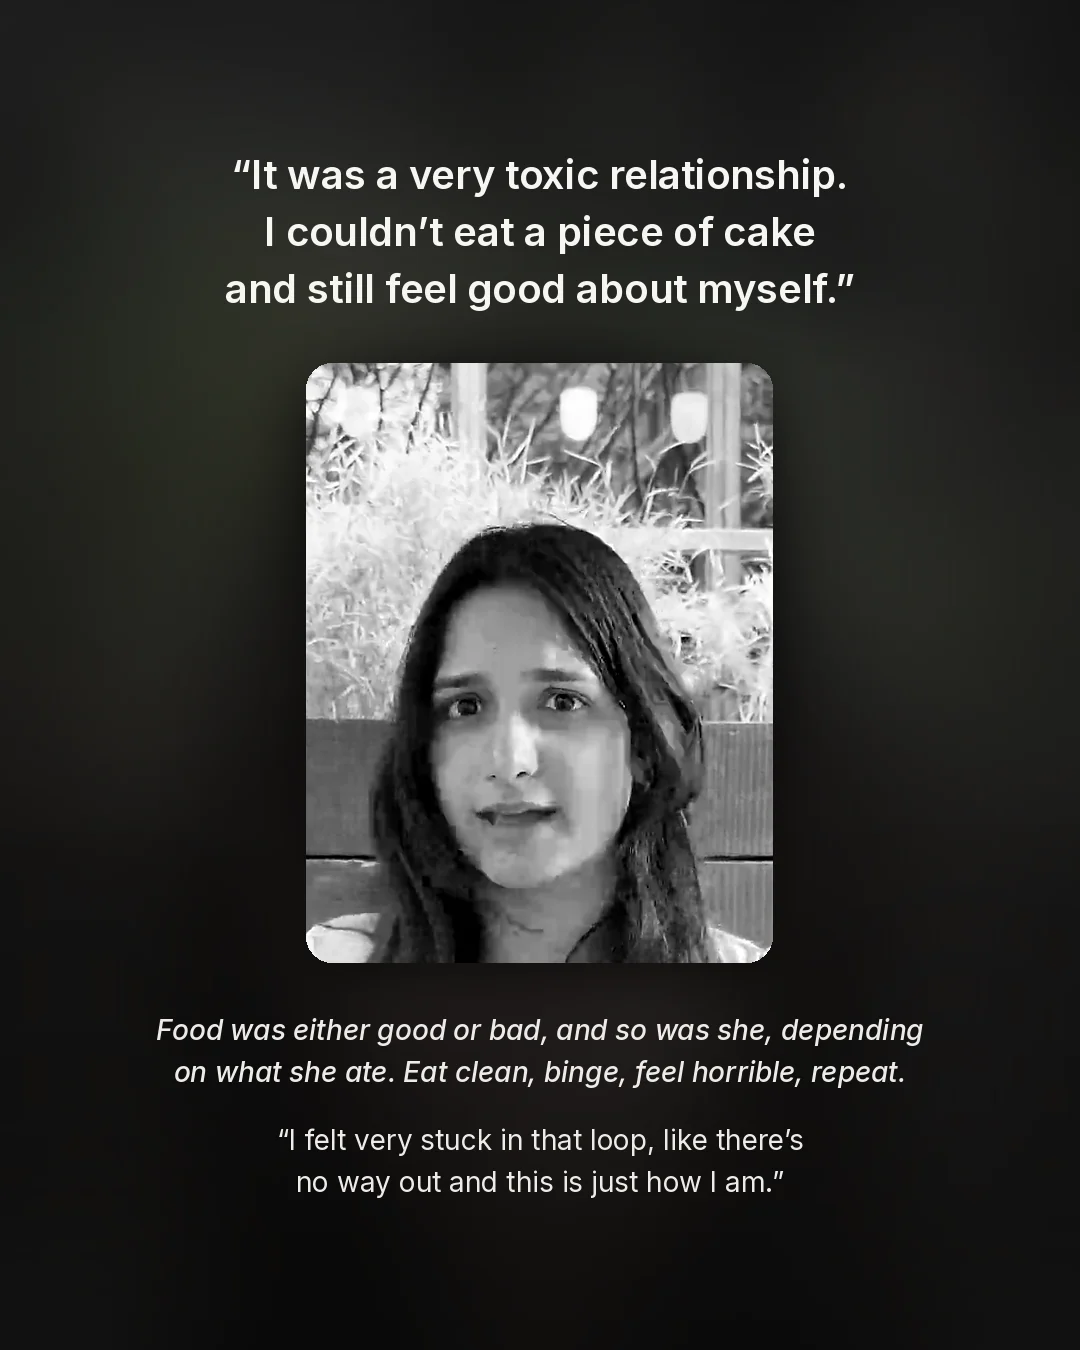 “It was a very toxic relationship.
I couldn’t eat a piece of cake
and still feel good about myself.”
Food was either good or bad, and so was she, depending
on what she ate. Eat clean, binge, feel horrible, repeat.
“I felt very stuck in that loop, like there’s
no way out and this is just how I am.”